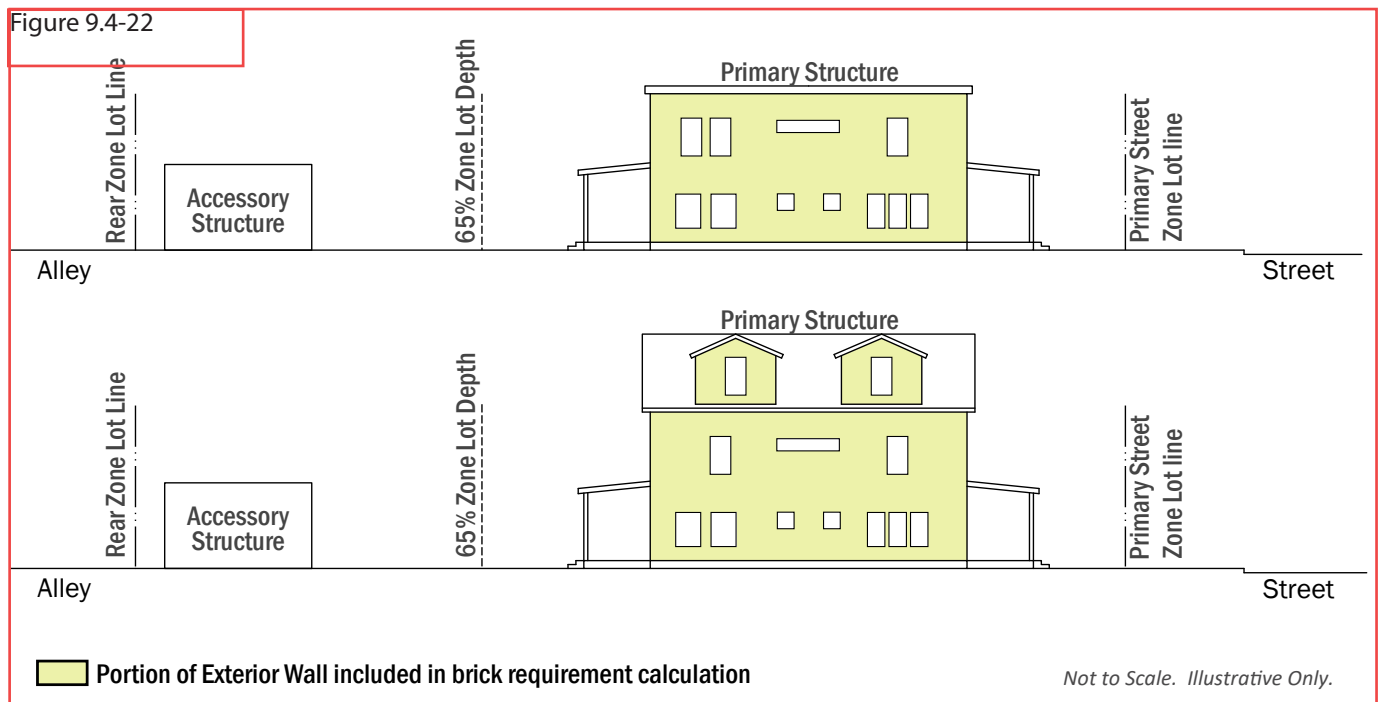 Figure 9.4-22
Rear Zone Lot Line
Accessory
Structure
65% Zone Lot Depth
Primary Structure
Primary Street
Zone Lot line
Alley
Street
Rear Zone Lot Line
Accessory
Structure
65% Zone Lot Depth
Primary Structure
Primary Street
Zone Lot line
Alley
Street
Portion of Exterior Wall included in brick requirement calculation
Not to Scale. Illustrative Only.